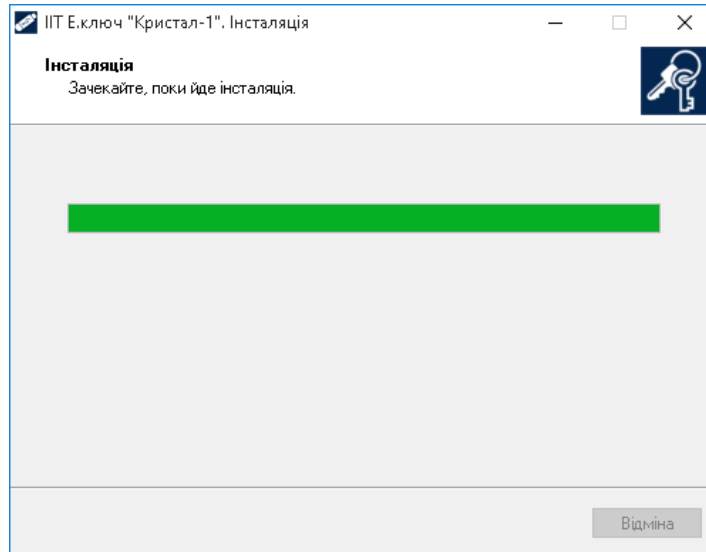 ІІТ Е.ключ "Кристал-1". Інсталяція
Інсталяція
Зачекайте, поки йде інсталяція.
Відміна